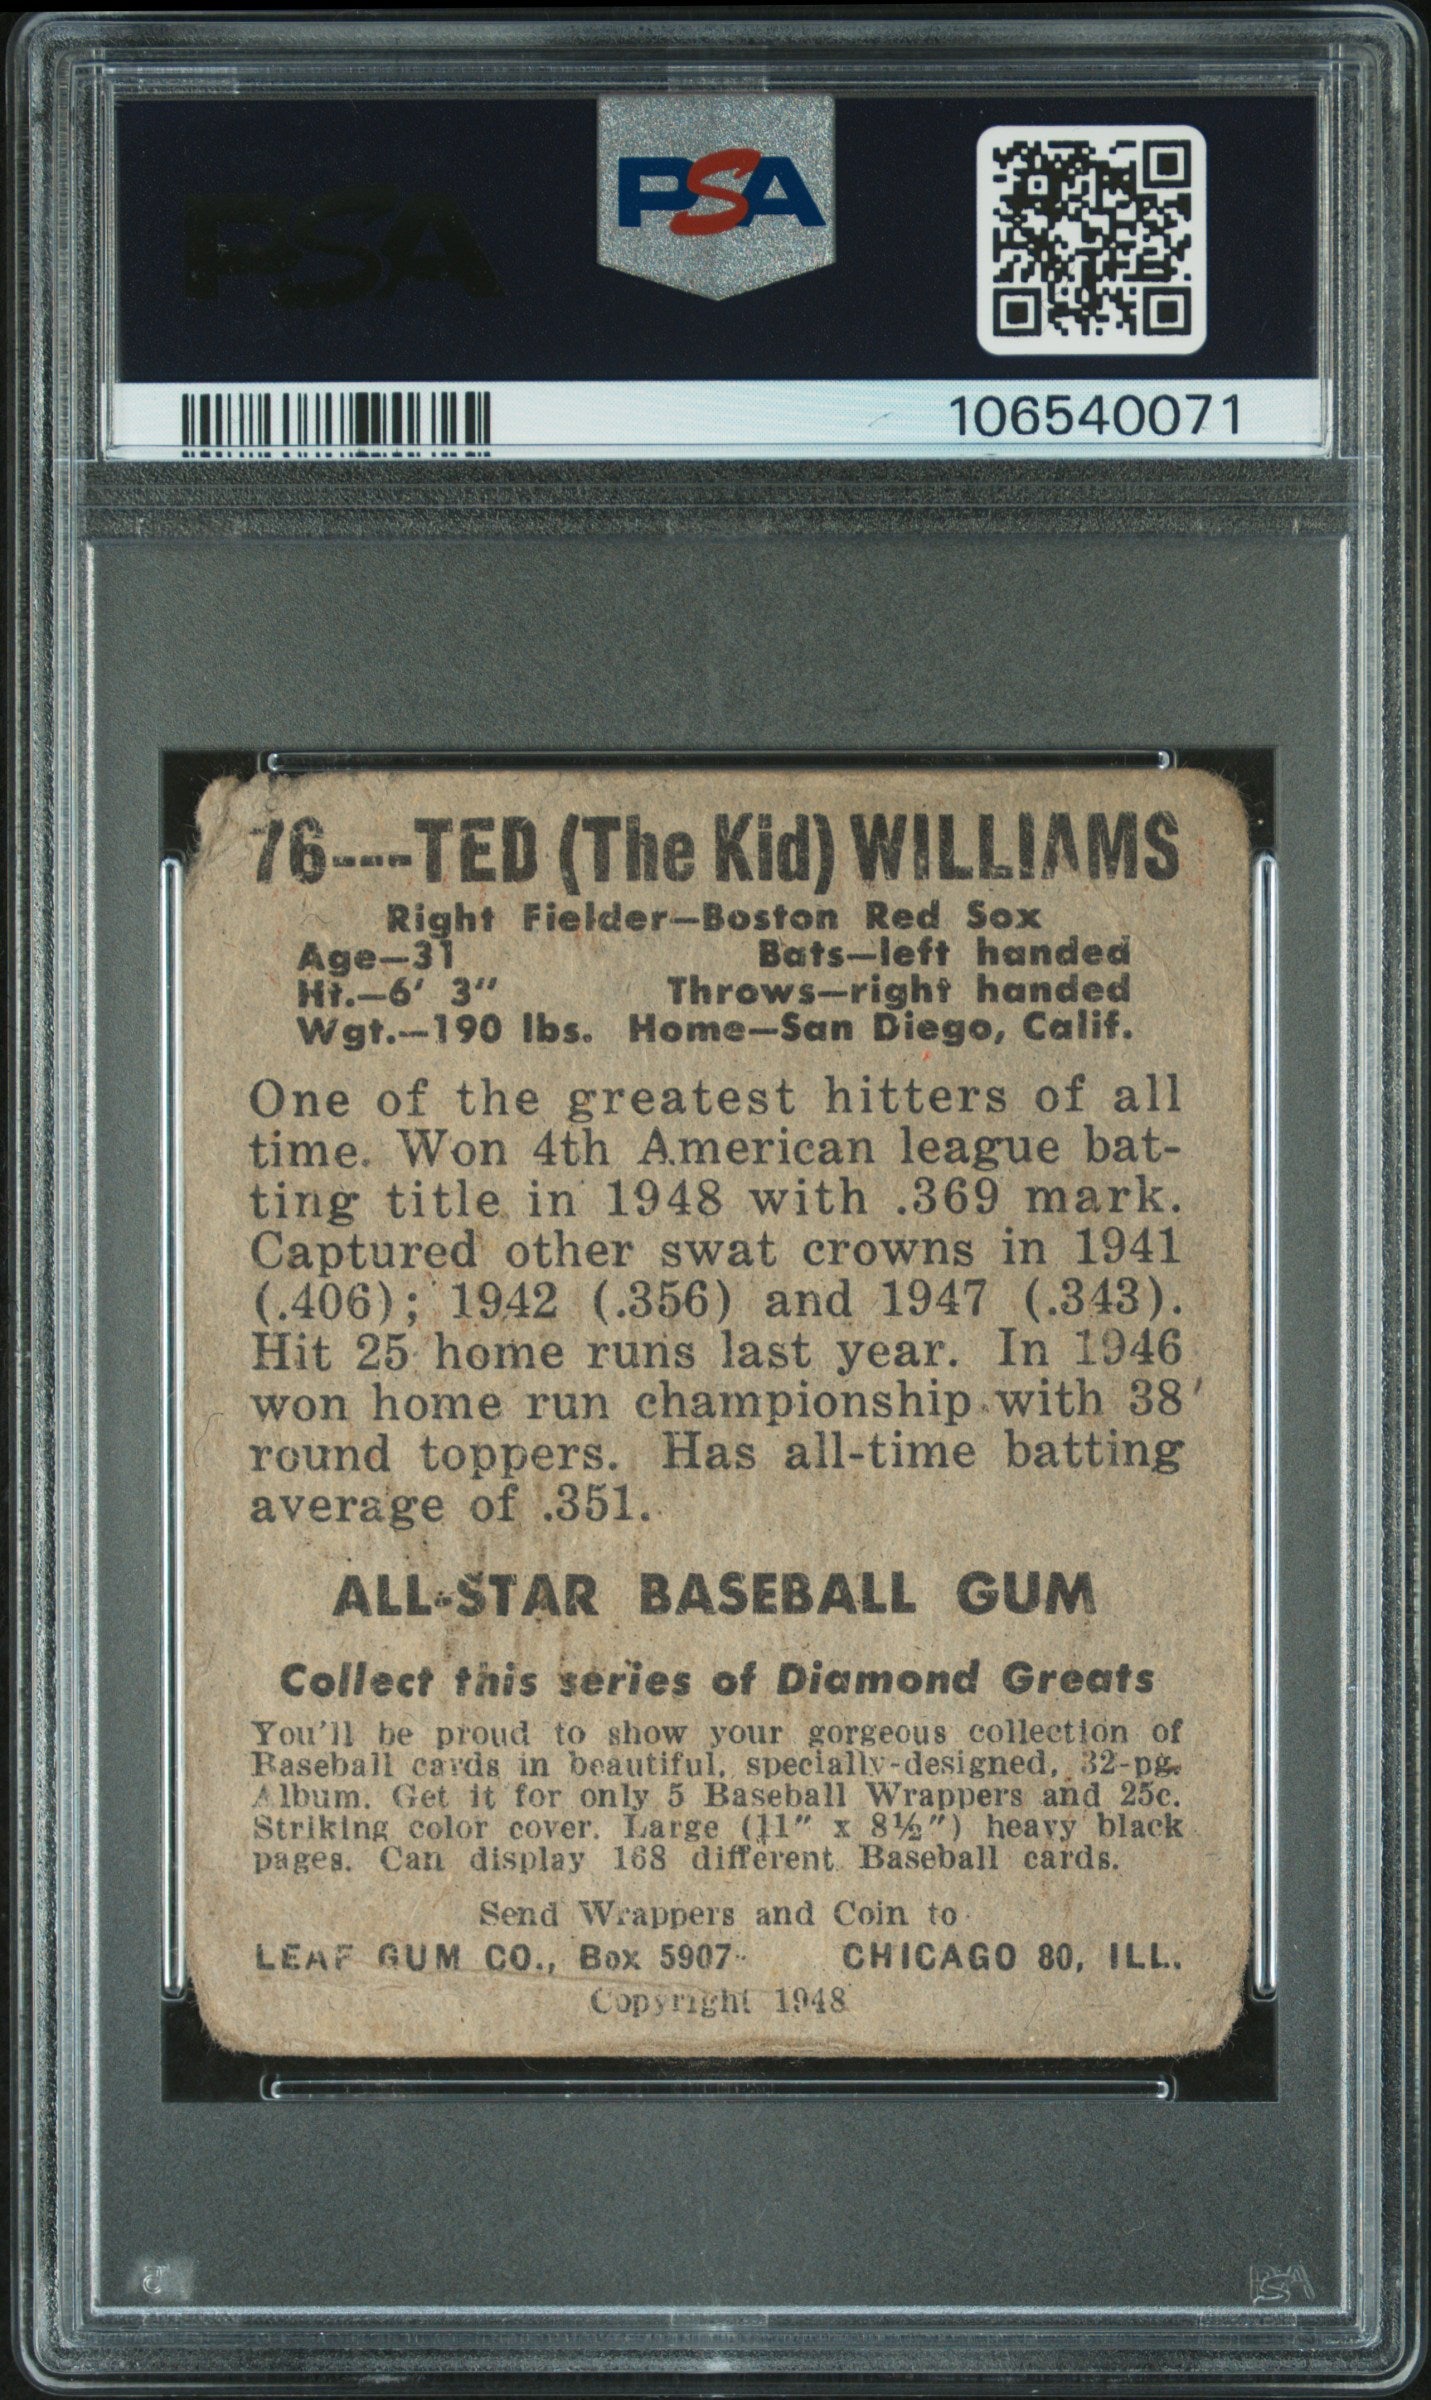 PSA
PSA
106540071
76---TED (The Kid) WILLIAMS
Right Fielder—Boston Red Sox
Age—31 Bats—left handed
Ht.—6' 3" Throws—right handed
Wgt.—190 lbs. Home—San Diego, Calif.
One of the greatest hitters of all
time. Won 4th American league bat-
ting title in 1948 with .369 mark.
Captured other swat crowns in 1941
(.406); 1942 (.356) and 1947 (.343).
Hit 25 home runs last year. In 1946
won home run championship with 38
round toppers. Has all-time batting
average of .351.
ALL-STAR BASEBALL GUM
Collect this series of Diamond Greats
You'll be proud to show your gorgeous collection of
Baseball cards in beautiful, specially-designed, 32-pg.
Album. Get it for only 5 Baseball Wrappers and 25c.
Striking color cover. Large (11" x 8½") heavy black
pages. Can display 168 different Baseball cards.
Send Wrappers and Coin to
LEAF GUM CO., Box 5907 CHICAGO 80, ILL.
Copyright 1948
PSA